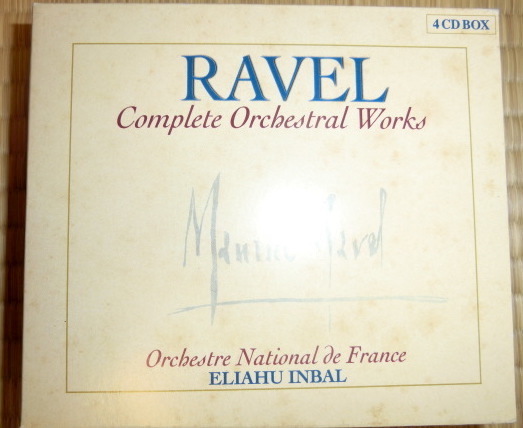 4 CD BOX
RAVEL
Complete Orchestral Works
Orchestre National de France
ELIAHU INBAL